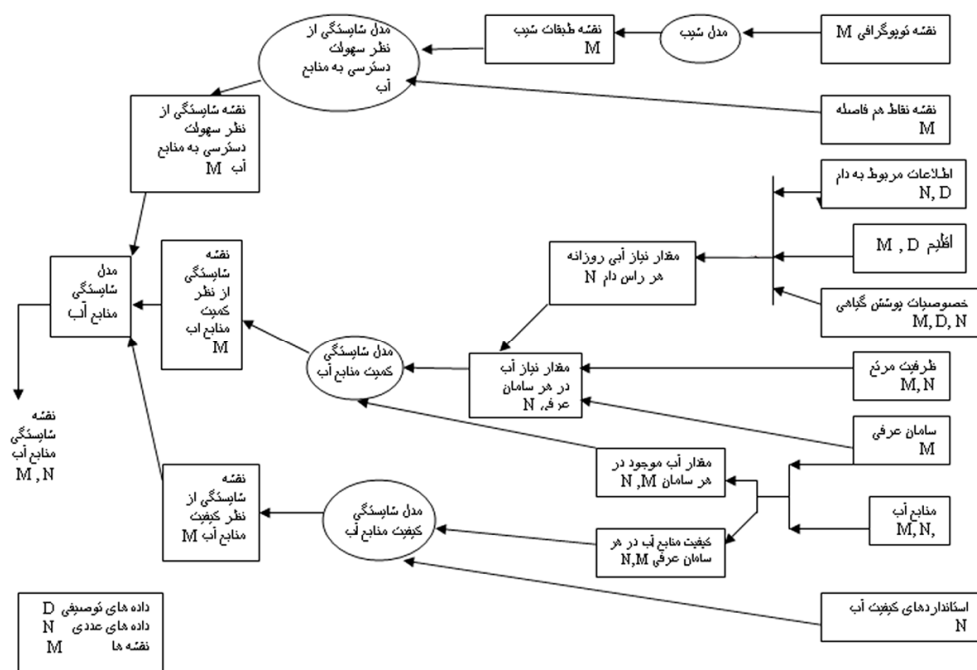 نقشه توپوگرافی M
مدل شیب
نقشه طبقات شیب
M
مدل شایستگی از
نظر سهولت
دسترسی به منابع
آب
نقشه نقاط هم فاصله
M
نقشه شایستگی از
نظر سهولت
دسترسی به منابع
آب M
اطلاعات مربوط به دام
N, D
اقلیم M , D
خصوصیات پوشش گیاهی
M, D, N
مقدار نیاز آبی روزانه
هر راس دام N
نقشه
شایستگی
از نظر
کمیت
منابع اب
M
مدل
شایستگی
منابع آب
ظرفیت مرتع
M, N
مقدار نیاز آب
در هر سامان
عرفی N
مدل شایستگی
کمیت منابع آب
سامان عرفی
M
نقشه
شایستگی
منابع آب
M , N
مقدار آب موجود در
هر سامان N, M
منابع آب
M, N,
کیفیت منابع آب در هر
سامان عرفی N,M
مدل شایستگی
کیفیت منابع آب
نقشه
شایستگی از
نظر کیفیت
منابع آب M
استانداردهای کیفیت آب
N
داده های توصیفی D
داده های عددی N
نقشه ها M